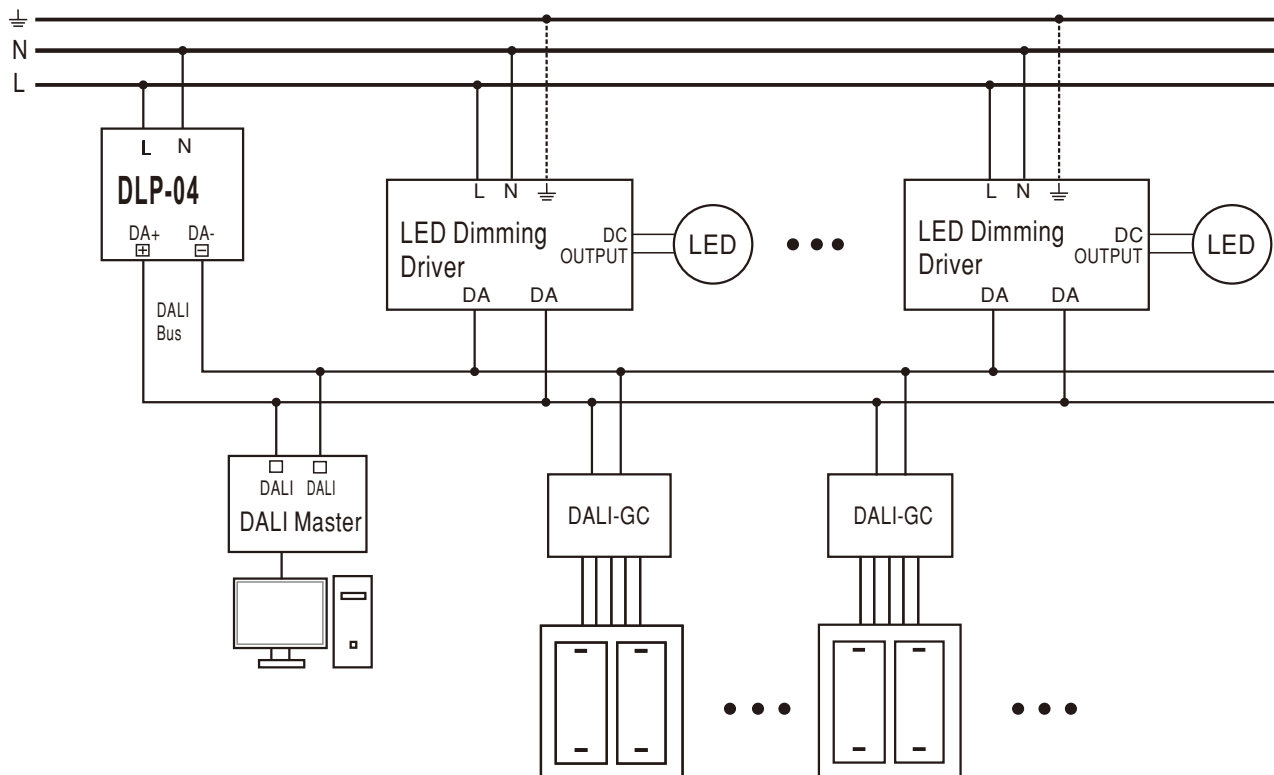 N
L
L N
DLP-04
DA+ DA-
DALI
Bus
L N
LED Dimming
Driver
DC
OUTPUT
DA DA
LED
L N
LED Dimming
Driver
DC
OUTPUT
DA DA
LED
DALI DALI
DALI Master
DALI-GC
DALI-GC